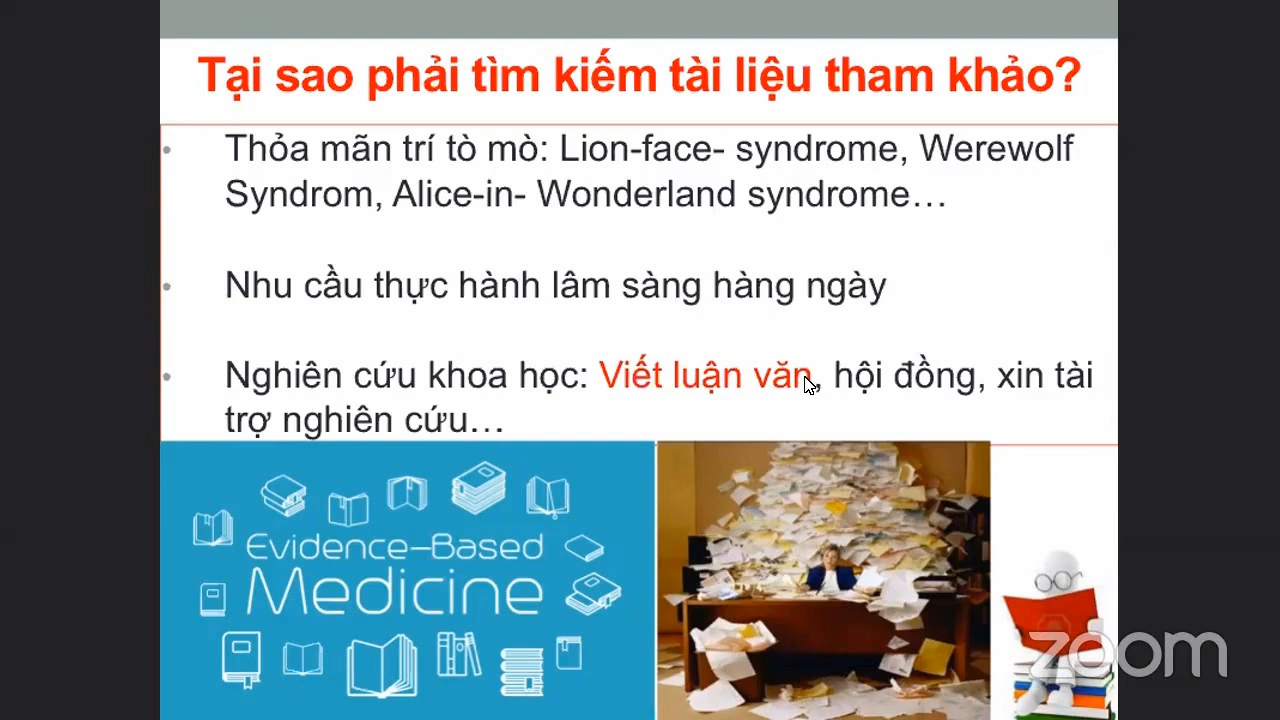 Tại sao phải tìm kiếm tài liệu tham khảo?
• Thỏa mãn trí tò mò: Lion-face- syndrome, Werewolf
Syndrom, Alice-in- Wonderland syndrome…
• Nhu cầu thực hành lâm sàng hàng ngày
• Nghiên cứu khoa học: Viết luận văn, hội đồng, xin tài
trợ nghiên cứu…
Evidence-Based
Medicine
zoom